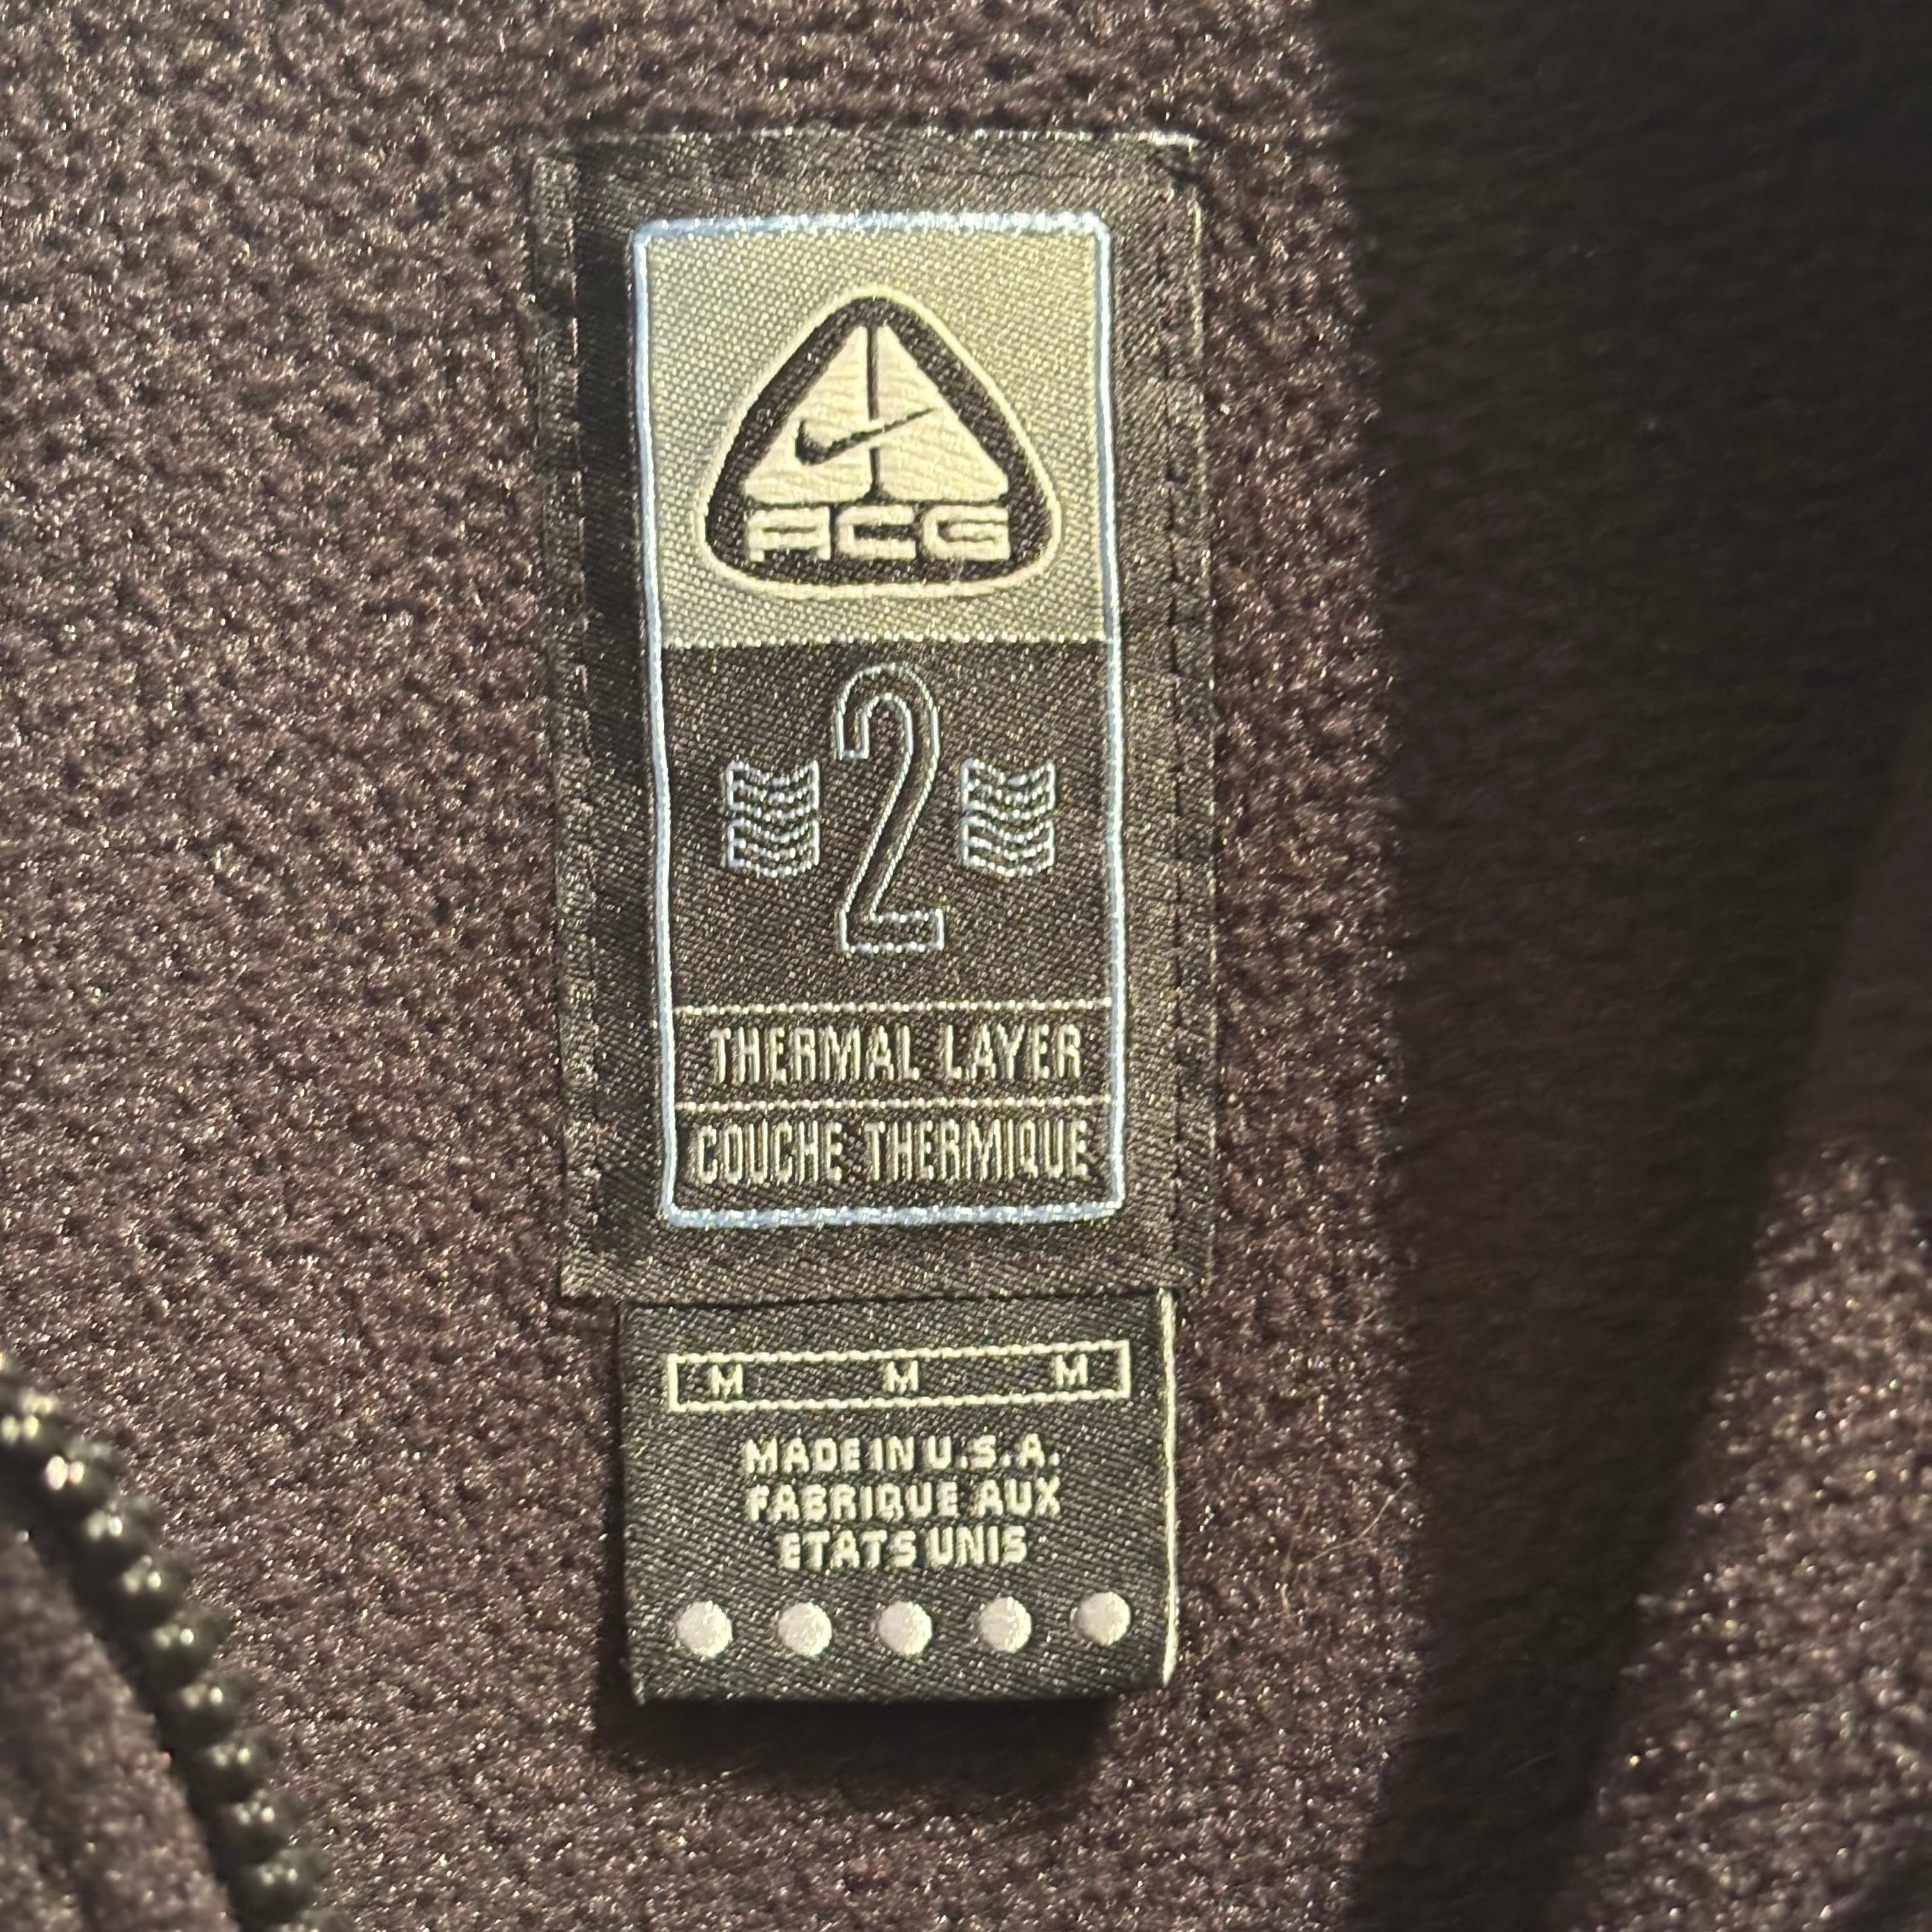 ACG
2
THERMAL LAYER
COUCHE THERMIQUE
M M M
MADE IN U.S.A.
FABRIQUE AUX
ETATS UNIS